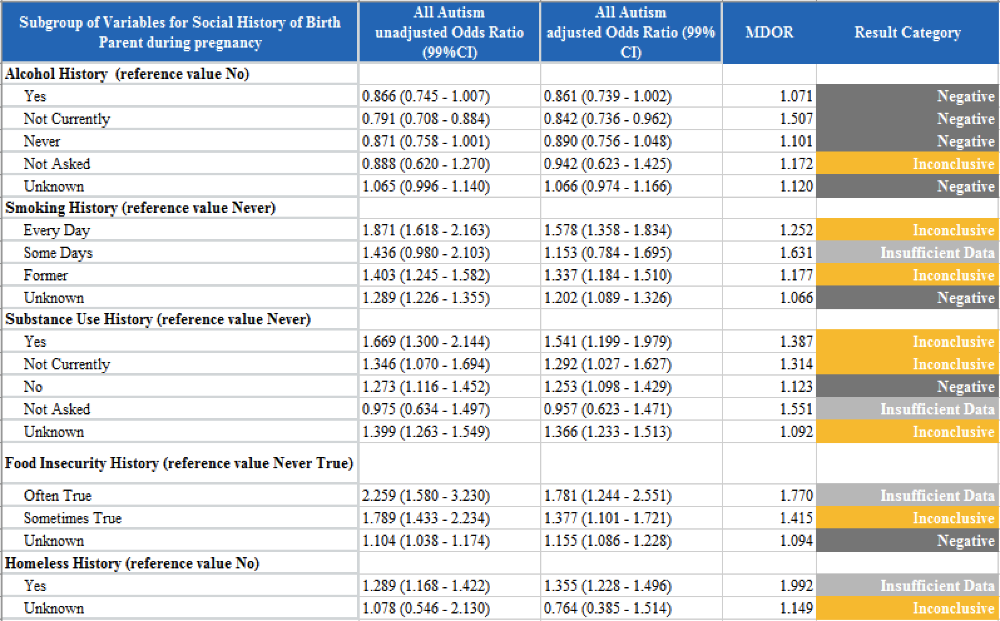 Subgroup of Variables for Social History of Birth
Parent during pregnancy
All Autism
unadjusted Odds Ratio
(99%CI)
All Autism
adjusted Odds Ratio (99%
CI)
MDOR
Result Category
Alcohol History (reference value No)
Yes 0.866 (0.745 - 1.007) 0.861 (0.739 - 1.002) 1.071 Negative
Not Currently 0.791 (0.708 - 0.884) 0.842 (0.736 - 0.962) 1.507 Negative
Never 0.871 (0.758 - 1.001) 0.890 (0.756 - 1.048) 1.101 Negative
Not Asked 0.888 (0.620 - 1.270) 0.942 (0.623 - 1.425) 1.172 Inconclusive
Unknown 1.065 (0.996 - 1.140) 1.066 (0.974 - 1.166) 1.120 Negative
Smoking History (reference value Never)
Every Day 1.871 (1.618 - 2.163) 1.578 (1.358 - 1.834) 1.252 Inconclusive
Some Days 1.436 (0.980 - 2.103) 1.153 (0.784 - 1.695) 1.631 Insufficient Data
Former 1.403 (1.245 - 1.582) 1.337 (1.184 - 1.510) 1.177 Inconclusive
Unknown 1.289 (1.226 - 1.355) 1.202 (1.089 - 1.326) 1.066 Negative
Substance Use History (reference value Never)
Yes 1.669 (1.300 - 2.144) 1.541 (1.199 - 1.979) 1.387 Inconclusive
Not Currently 1.346 (1.070 - 1.694) 1.292 (1.027 - 1.627) 1.314 Inconclusive
No 1.273 (1.116 - 1.452) 1.253 (1.098 - 1.429) 1.123 Negative
Not Asked 0.975 (0.634 - 1.497) 0.957 (0.623 - 1.471) 1.551 Insufficient Data
Unknown 1.399 (1.263 - 1.549) 1.366 (1.233 - 1.513) 1.092 Inconclusive
Food Insecurity History (reference value Never True)
Often True 2.259 (1.580 - 3.230) 1.781 (1.244 - 2.551) 1.770 Insufficient Data
Sometimes True 1.789 (1.433 - 2.234) 1.377 (1.101 - 1.721) 1.415 Inconclusive
Unknown 1.104 (1.038 - 1.174) 1.155 (1.086 - 1.228) 1.094 Negative
Homeless History (reference value No)
Yes 1.289 (1.168 - 1.422) 1.355 (1.228 - 1.496) 1.992 Insufficient Data
Unknown 1.078 (0.546 - 2.130) 0.764 (0.385 - 1.514) 1.149 Inconclusive